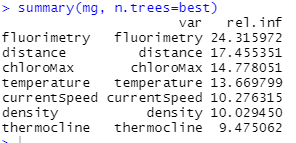 > summary(mg, n.trees=best)
var rel.inf
fluorimetry fluorimetry 24.315972
distance distance 17.455351
chloroMax chloroMax 14.778051
temperature temperature 13.669799
currentSpeed currentSpeed 10.276315
density density 10.029450
thermocline thermocline 9.475062
>